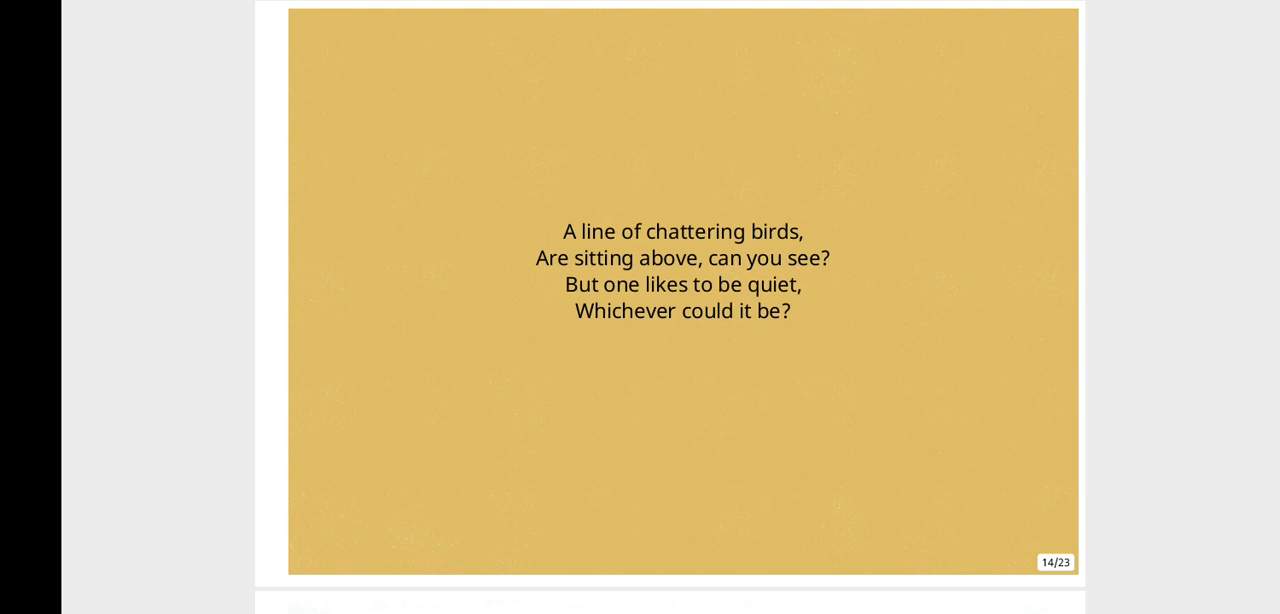 A line of chattering birds,
Are sitting above, can you see?
But one likes to be quiet,
Whichever could it be?
14/23